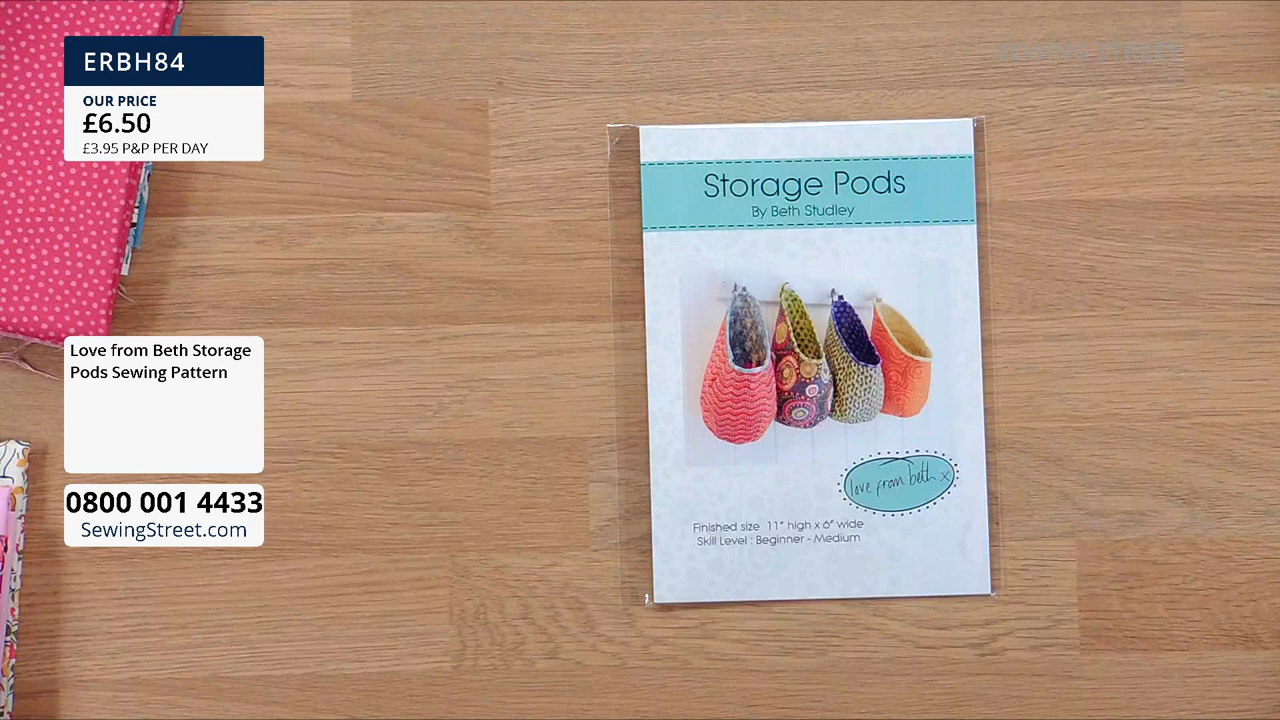 ERBH84
OUR PRICE
£6.50
£3.95 P&P PER DAY
Love from Beth Storage
Pods Sewing Pattern
0800 001 4433
SewingStreet.com
SEWING STREET
Storage Pods
By Beth Studley
love from beth x
Finished size 11" high x 6" wide
Skill Level : Beginner - Medium